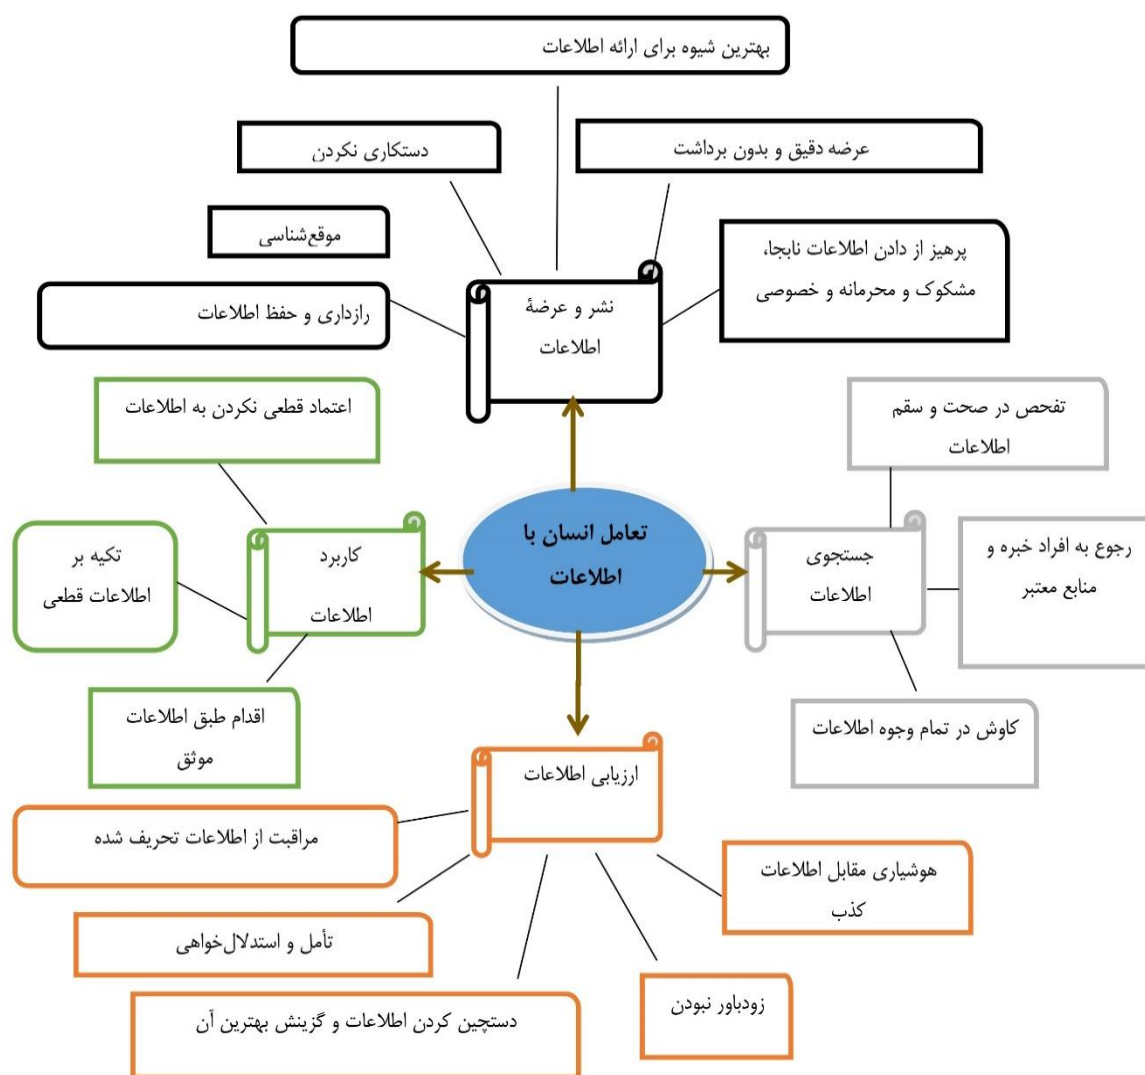 بهترین شیوه برای ارائه اطلاعات
عرضه دقیق و بدون برداشت
دستکاری نکردن
موقع‌شناسی
پرهیز از دادن اطلاعات نابجا،
مشکوک و محرمانه و خصوصی
رازداری و حفظ اطلاعات
نشر و عرضهٔ
اطلاعات
تفحص در صحت و سقم
اطلاعات
اعتماد قطعی نکردن به اطلاعات
رجوع به افراد خبره و
منابع معتبر
جستجوی
اطلاعات
تعامل انسان با
اطلاعات
کاربرد
اطلاعات
تکیه بر
اطلاعات قطعی
کاوش در تمام وجوه اطلاعات
اقدام طبق اطلاعات
موثق
ارزیابی اطلاعات
مراقبت از اطلاعات تحریف شده
هوشیاری مقابل اطلاعات
کذب
تأمل و استدلال‌خواهی
زودباور نبودن
دستچین کردن اطلاعات و گزینش بهترین آن